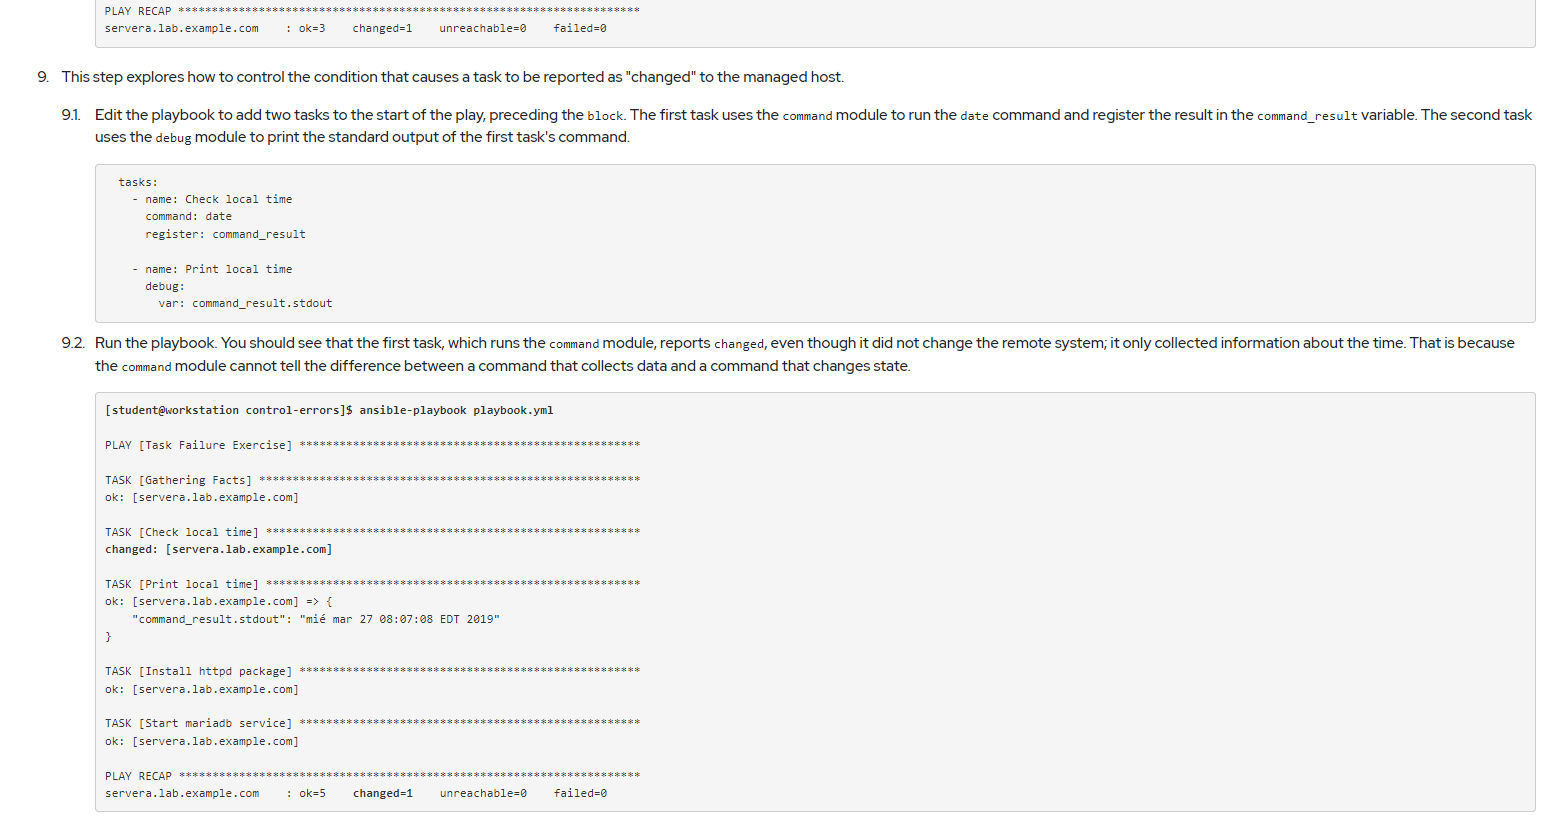 PLAY RECAP *********************************************************************
servera.lab.example.com    : ok=3    changed=1    unreachable=0    failed=0
9. This step explores how to control the condition that causes a task to be reported as "changed" to the managed host.
9.1. Edit the playbook to add two tasks to the start of the play, preceding the block. The first task uses the command module to run the date command and register the result in the command_result variable. The second task
uses the debug module to print the standard output of the first task's command.
  tasks:
    - name: Check local time
      command: date
      register: command_result
    - name: Print local time
      debug:
        var: command_result.stdout
9.2. Run the playbook. You should see that the first task, which runs the command module, reports changed, even though it did not change the remote system; it only collected information about the time. That is because
the command module cannot tell the difference between a command that collects data and a command that changes state.
[student@workstation control-errors]$ ansible-playbook playbook.yml
PLAY [Task Failure Exercise] ***************************************************
TASK [Gathering Facts] *********************************************************
ok: [servera.lab.example.com]
TASK [Check local time] ********************************************************
changed: [servera.lab.example.com]
TASK [Print local time] ********************************************************
ok: [servera.lab.example.com] => {
    "command_result.stdout": "mié mar 27 08:07:08 EDT 2019"
}
TASK [Install httpd package] ***************************************************
ok: [servera.lab.example.com]
TASK [Start mariadb service] ***************************************************
ok: [servera.lab.example.com]
PLAY RECAP *********************************************************************
servera.lab.example.com    : ok=5    changed=1    unreachable=0    failed=0